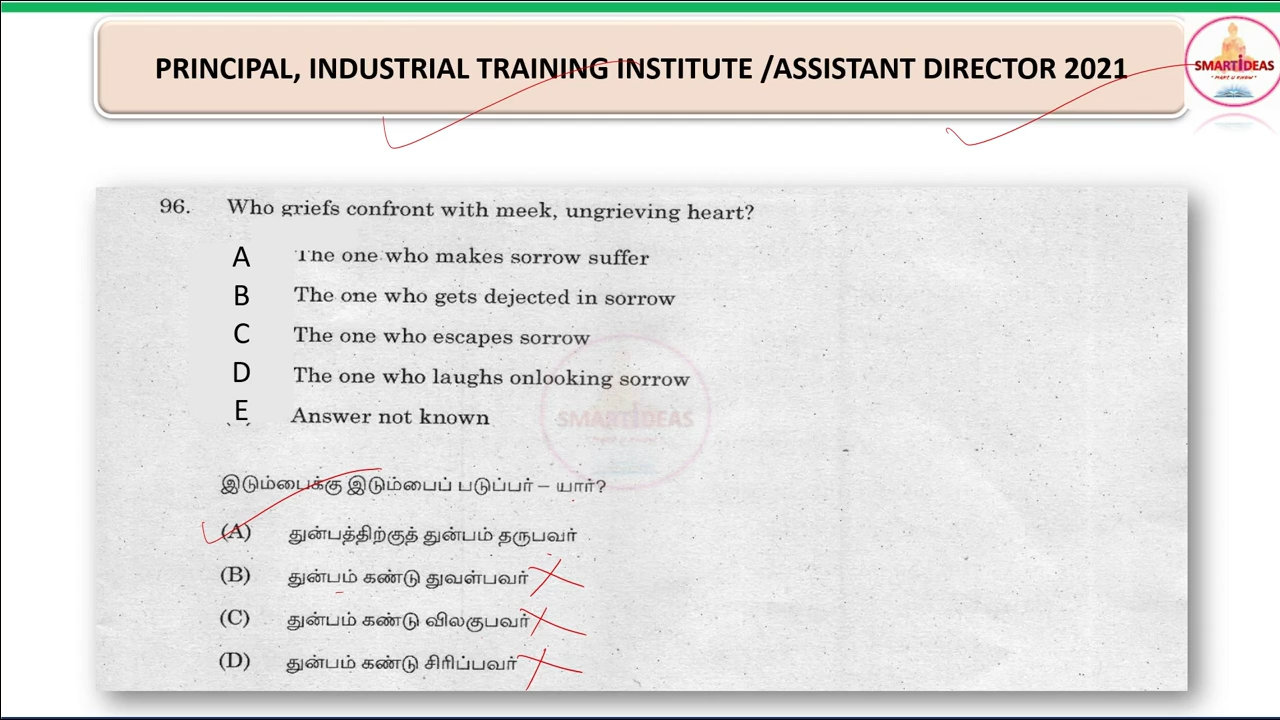 PRINCIPAL, INDUSTRIAL TRAINING INSTITUTE /ASSISTANT DIRECTOR 2021
SMARTIDEAS
"MAKE U KNOW"
96. Who griefs confront with meek, ungrieving heart?
A The one who makes sorrow suffer
B The one who gets dejected in sorrow
C The one who escapes sorrow
D The one who laughs onlooking sorrow
SMARTIDEAS
E Answer not known
இடும்பைக்கு இடும்பைப் படுப்பர் – யார்?
(A) துன்பத்திற்குத் துன்பம் தருபவர்
(B) துன்பம் கண்டு துவள்பவர்
(C) துன்பம் கண்டு விலகுபவர்
(D) துன்பம் கண்டு சிரிப்பவர்